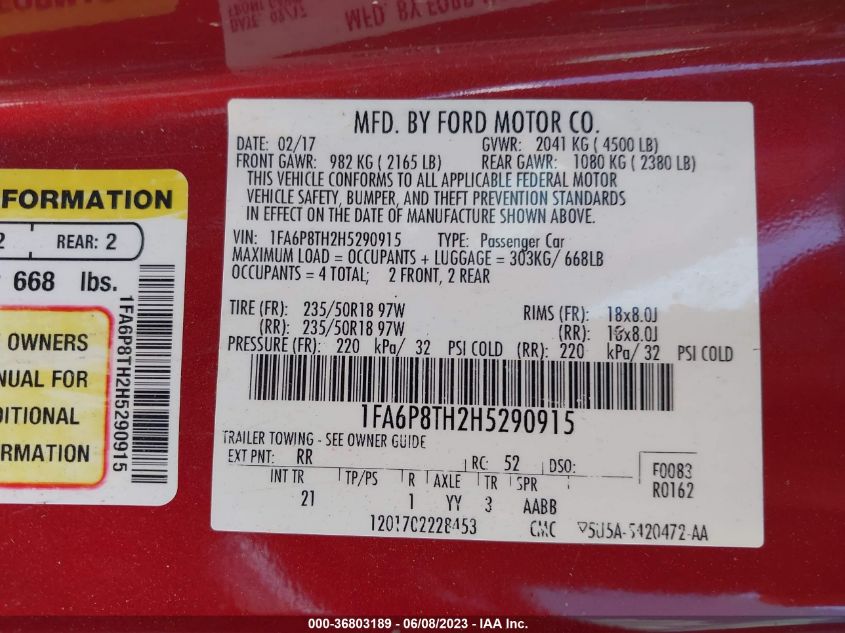 MFD. BY FORD MOTOR CO.
DATE: 02/17 GVWR: 2041 KG ( 4500 LB)
FRONT GAWR: 982 KG ( 2165 LB) REAR GAWR: 1080 KG ( 2380 LB)
THIS VEHICLE CONFORMS TO ALL APPLICABLE FEDERAL MOTOR
VEHICLE SAFETY, BUMPER, AND THEFT PREVENTION STANDARDS
IN EFFECT ON THE DATE OF MANUFACTURE SHOWN ABOVE.
VIN: 1FA6P8TH2H5290915 TYPE: Passenger Car
MAXIMUM LOAD = OCCUPANTS + LUGGAGE = 303KG/ 668LB
OCCUPANTS = 4 TOTAL; 2 FRONT, 2 REAR
TIRE (FR): 235/50R18 97W RIMS (FR): 18x8.0J
(RR): 235/50R18 97W (RR): 18x8.0J
PRESSURE (FR): 220 kPa/ 32 PSI COLD (RR): 220 kPa/ 32 PSI COLD
1FA6P8TH2H5290915
TRAILER TOWING - SEE OWNER GUIDE
EXT PNT: RR RC: 52 DSO: F0083
R0162
INT TR TP/PS R AXLE TR SPR
21 1 YY 3 AABB
1201702228453 CMC
FORMATION
2 REAR: 2
668 lbs.
1FA6P8TH2H5290915
OWNERS
NUAL FOR
DITIONAL
RMATION
000-36803189 - 06/08/2023 - IAAI Inc.